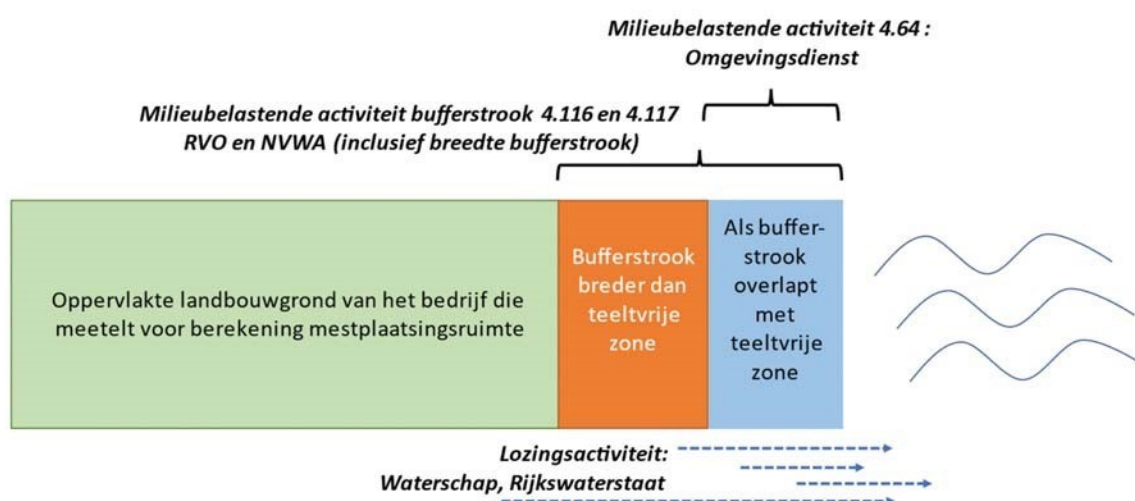 Milieubelastende activiteit 4.64 :
Omgevingsdienst
Milieubelastende activiteit bufferstrook 4.116 en 4.117
RVO en NVWA (inclusief breedte bufferstrook)
Oppervlakte landbouwgrond van het bedrijf die
meetelt voor berekening mestplaatsingsruimte
Bufferstrook
breder dan
teeltvrije
zone
Als buffer-
strook
overlapt
met
teeltvrije
zone
Lozingsactiviteit:
Waterschap, Rijkswaterstaat